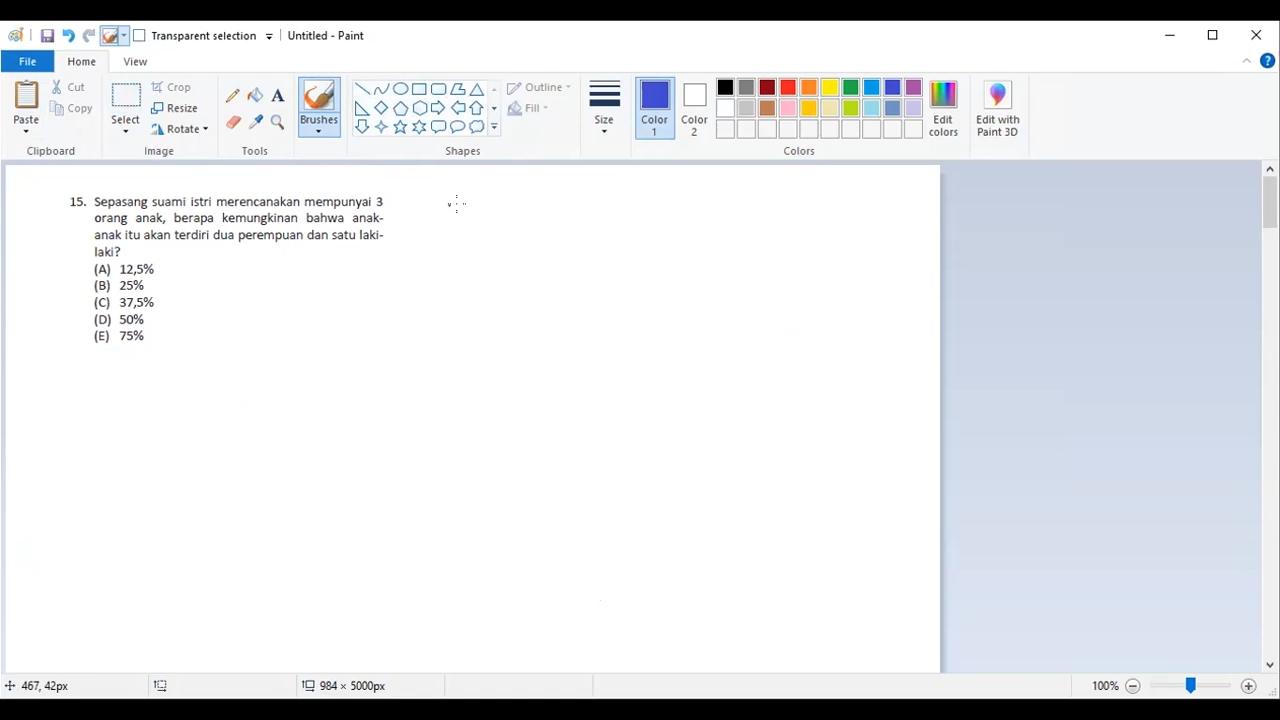 Transparent selection
Untitled - Paint
File Home View
Cut
Copy
Paste
Clipboard
Crop
Resize
Rotate
Select
Image
Tools
Brushes
Outline
Fill
Shapes
Size
Color 1
Color 2
Edit colors
Colors
Edit with Paint 3D
15. Sepasang suami istri merencanakan mempunyai 3
orang anak, berapa kemungkinan bahwa anak-
anak itu akan terdiri dua perempuan dan satu laki-
laki?
(A) 12,5%
(B) 25%
(C) 37,5%
(D) 50%
(E) 75%
467, 42px
984 × 5000px
100%